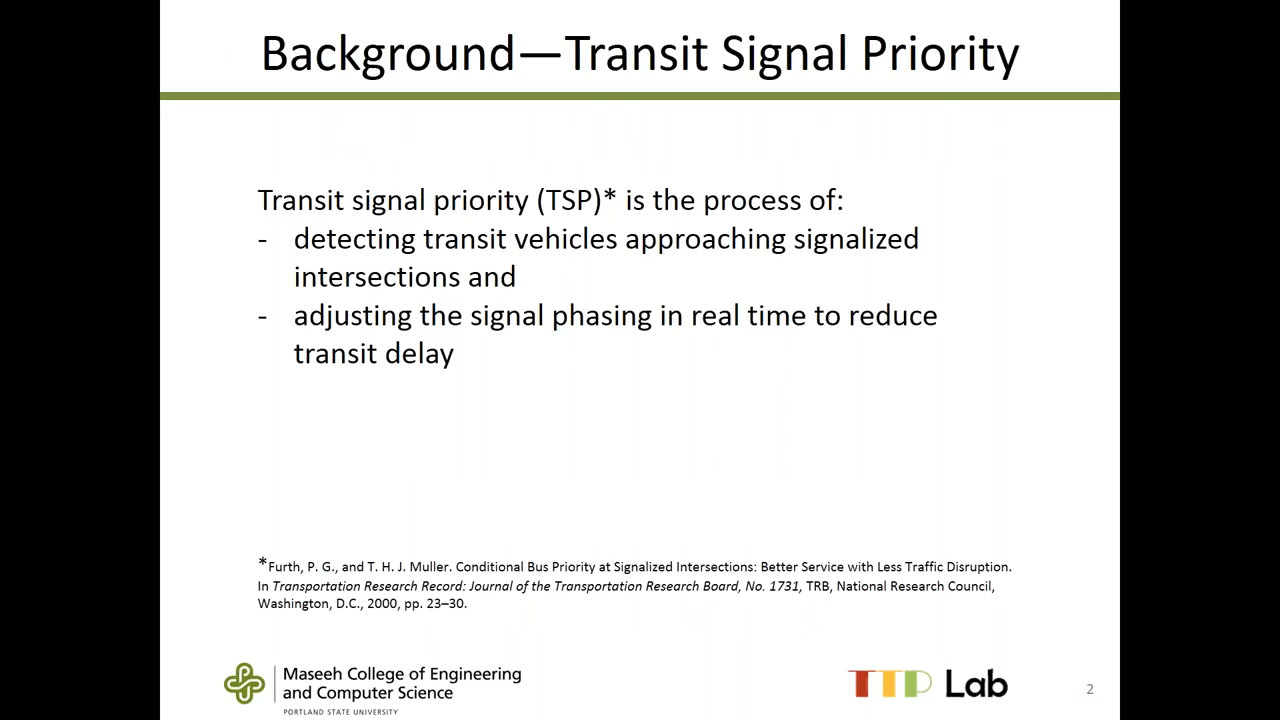 Background—Transit Signal Priority
Transit signal priority (TSP)* is the process of:
- detecting transit vehicles approaching signalized
intersections and
- adjusting the signal phasing in real time to reduce
transit delay
*Furth, P. G., and T. H. J. Muller. Conditional Bus Priority at Signalized Intersections: Better Service with Less Traffic Disruption.
In Transportation Research Record: Journal of the Transportation Research Board, No. 1731, TRB, National Research Council,
Washington, D.C., 2000, pp. 23–30.
Maseeh College of Engineering
and Computer Science
PORTLAND STATE UNIVERSITY
TTP Lab
2